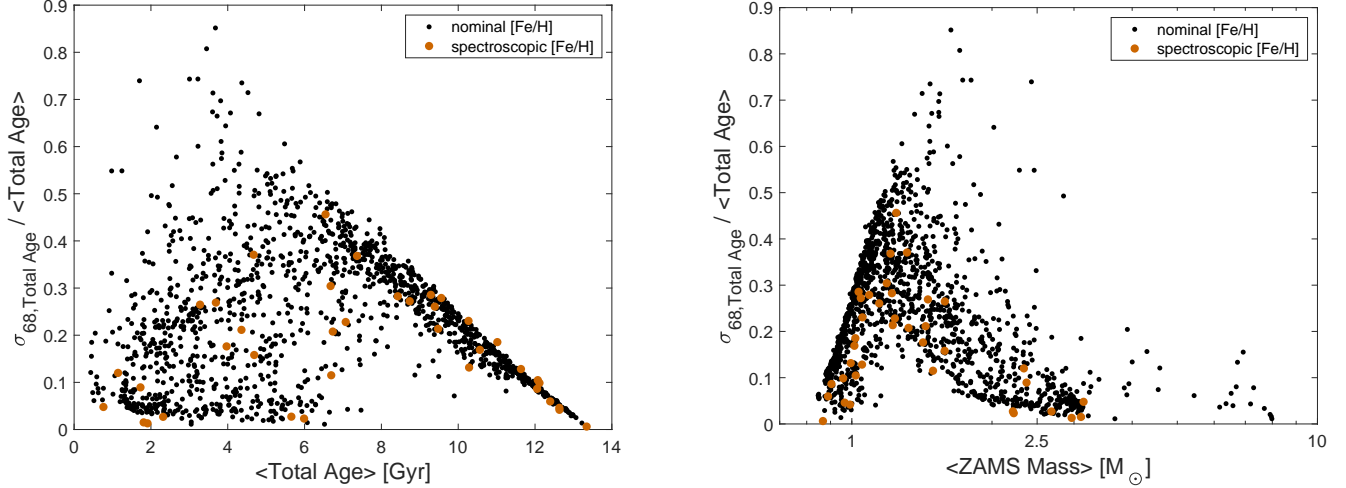 nominal [Fe/H]
spectroscopic [Fe/H]
0.9
0.8
0.7
0.6
0.5
0.4
0.3
0.2
0.1
0
σ68,Total Age / <Total Age>
0 2 4 6 8 10 12 14
<Total Age> [Gyr]
nominal [Fe/H]
spectroscopic [Fe/H]
0.9
0.8
0.7
0.6
0.5
0.4
0.3
0.2
0.1
0
σ68,Total Age / <Total Age>
1 2.5 10
<ZAMS Mass> [M⊙]